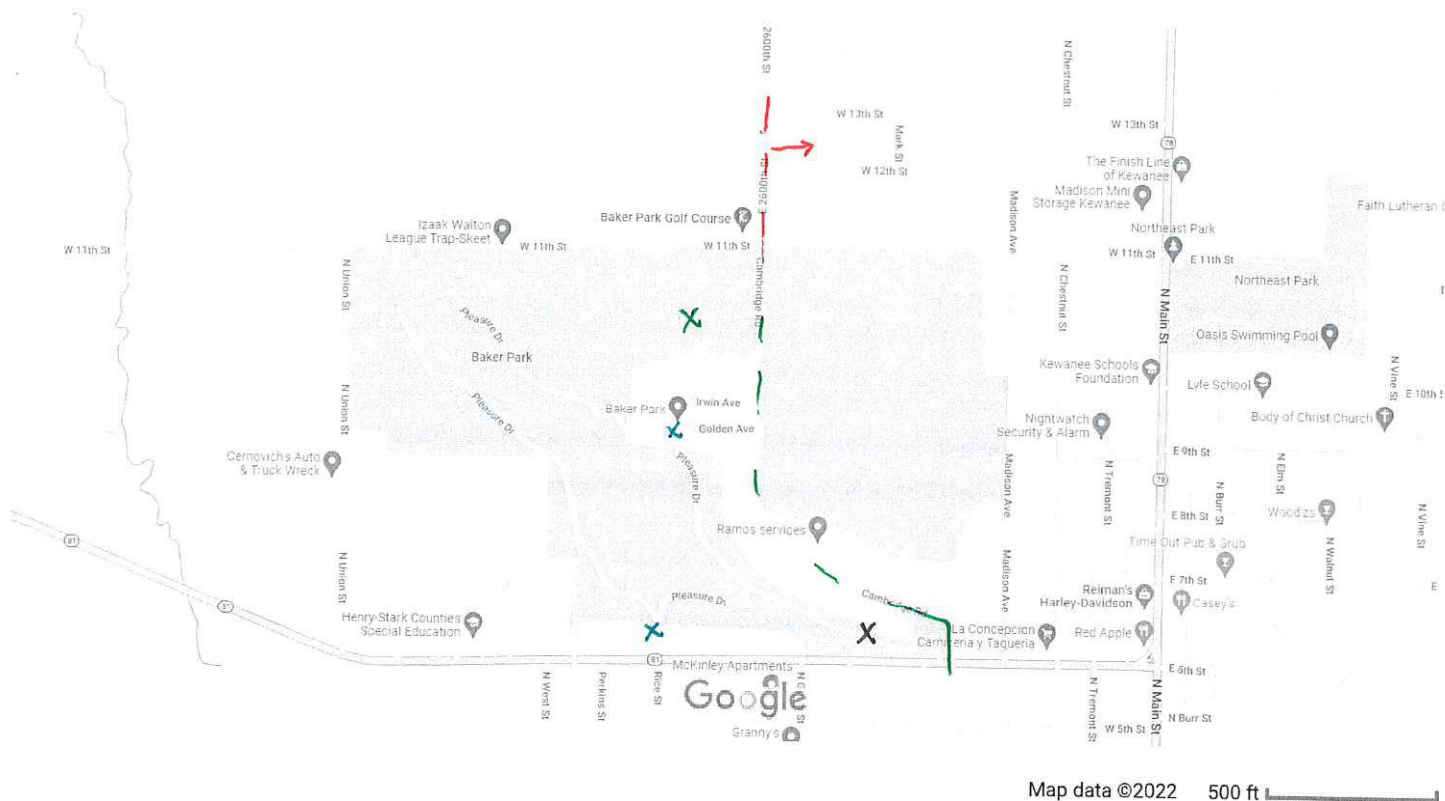 2600th St
N Chestnut St
W 13th St
Mark St
W 12th St
W 13th St
78
The Finish Line
of Kewanee
Madison Mini
Storage Kewanee
Madison Ave
Northeast Park
Faith Lutheran
E 2600th St
Baker Park Golf Course
Izaak Walton
League Trap-Skeet
W 11th St
W 11th St
W 11th St
W 11th St
E 11th St
N Union St
Cambridge Rd
N Chestnut St
Northeast Park
N Main St
Pleasure Dr
Baker Park
X
Oasis Swimming Pool
Kewanee Schools
Foundation
Lyle School
N Vine St
E 10th
N Union St
Pleasure Dr
Baker Park
Irwin Ave
Golden Ave
X
Nightwatch
Security & Alarm
Body of Christ Church
Cernovich's Auto
& Truck Wreck
Pleasure Dr
Madison Ave
N Tremont St
E 9th St
78
N Burr St
N Elm St
E 8th St
Wood'zs
N Vine St
N Walnut St
Ramos services
81
Time Out Pub & Grub
N Union St
Madison Ave
E 7th St
81
Pleasure Dr
Cambridge Rd
Reiman's
Harley-Davidson
Casey's
Henry-Stark Counties
Special Education
X
X
La Concepcion
Carniceria y Taqueria
Red Apple
81
McKinley Apartments
E 6th St
N West St
Perkins St
Rice St
Google
N Tremont St
N Main St
W 5th St
N Burr St
Granny's
Map data ©2022
500 ft